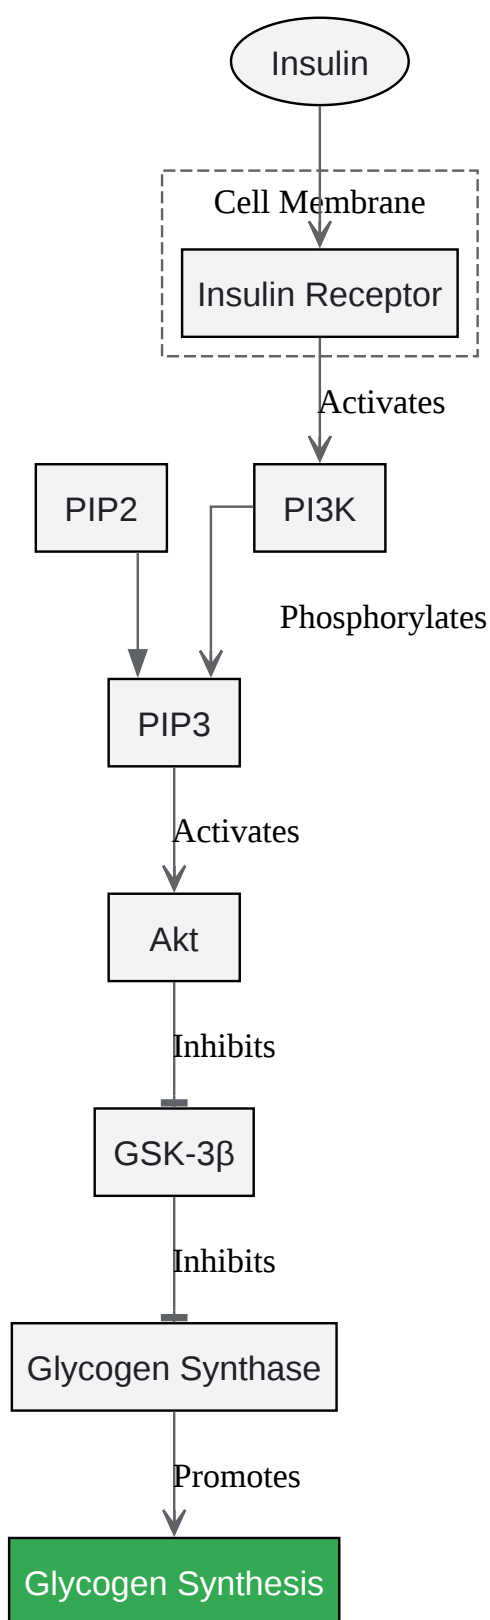 Insulin
Cell Membrane
Insulin Receptor
Activates
PIP2
PI3K
Phosphorylates
PIP3
Activates
Akt
Inhibits
GSK-3β
Inhibits
Glycogen Synthase
Promotes
Glycogen Synthesis